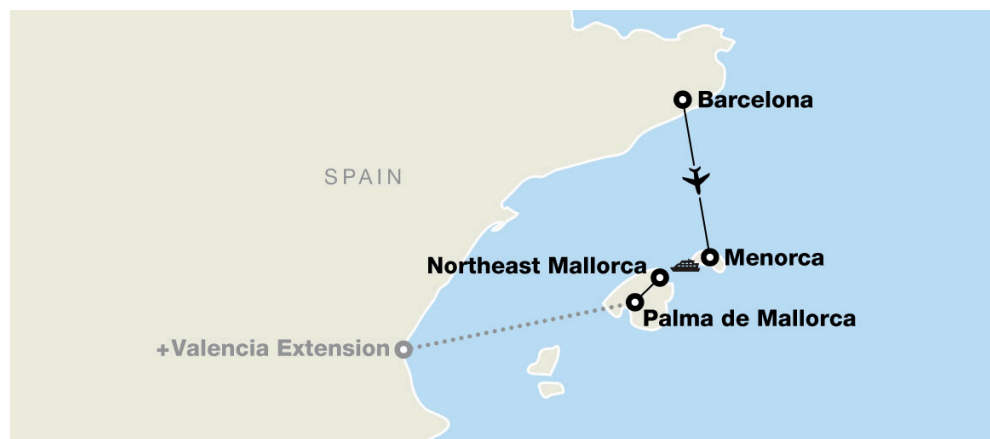 Barcelona
SPAIN
Menorca
Northeast Mallorca
Palma de Mallorca
+Valencia Extension